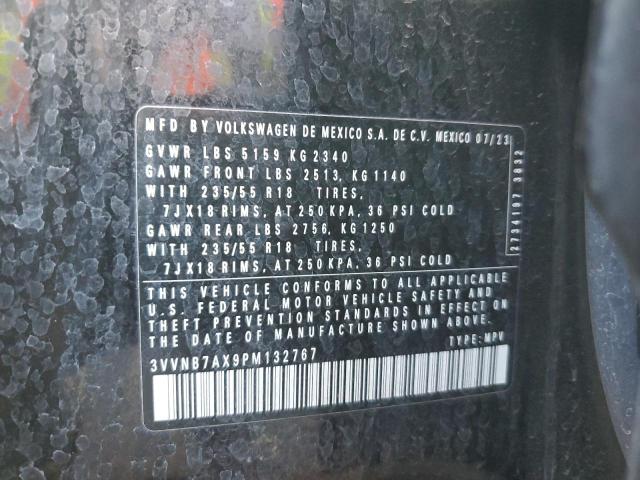 MFD BY VOLKSWAGEN DE MEXICO S.A. DE C.V. MEXICO 07/23
GVWR LBS 5159 KG 2340
GAWR FRONT LBS 2513, KG 1140
WITH 235/55 R18 TIRES,
7JX18 RIMS, AT 250 KPA, 36 PSI COLD
GAWR REAR LBS 2756, KG 1250
WITH 235/55 R18 TIRES,
7JX18 RIMS, AT 250 KPA, 36 PSI COLD
THIS VEHICLE CONFORMS TO ALL APPLICABLE
U.S. FEDERAL MOTOR VEHICLE SAFETY AND
THEFT PREVENTION STANDARDS IN EFFECT ON
THE DATE OF MANUFACTURE SHOWN ABOVE.
3VVNB7AX9PM132767
TYPE: MPV
2734107 3832